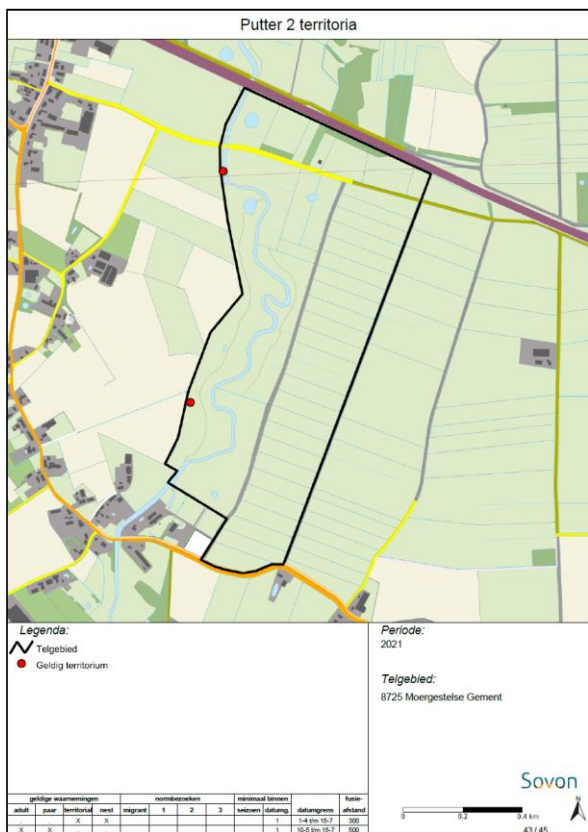 Putter 2 territoria
Legenda:
Telgebied
Geldig territorium
Periode:
2021
Telgebied:
8725 Moergestelse Gement
geldige waarnemingen normbezoeken minimaal binnen fusie-
adult paar territorial nest migrant 1 2 3 seizoen datumg. datumgrens afstand
. . X X . . . . . 1 1-4 t/m 15-7 300
X X . . . . . . . 1 10-5 t/m 15-7 500
Sovon
0 0.2 0.4 km
N
43 / 45